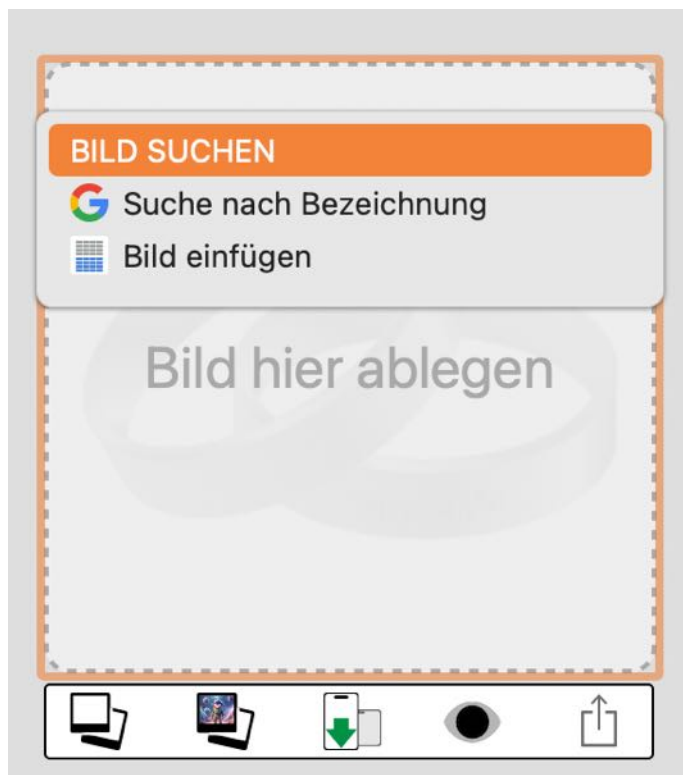 BILD SUCHEN
Suche nach Bezeichnung
Bild einfügen
Bild hier ablegen